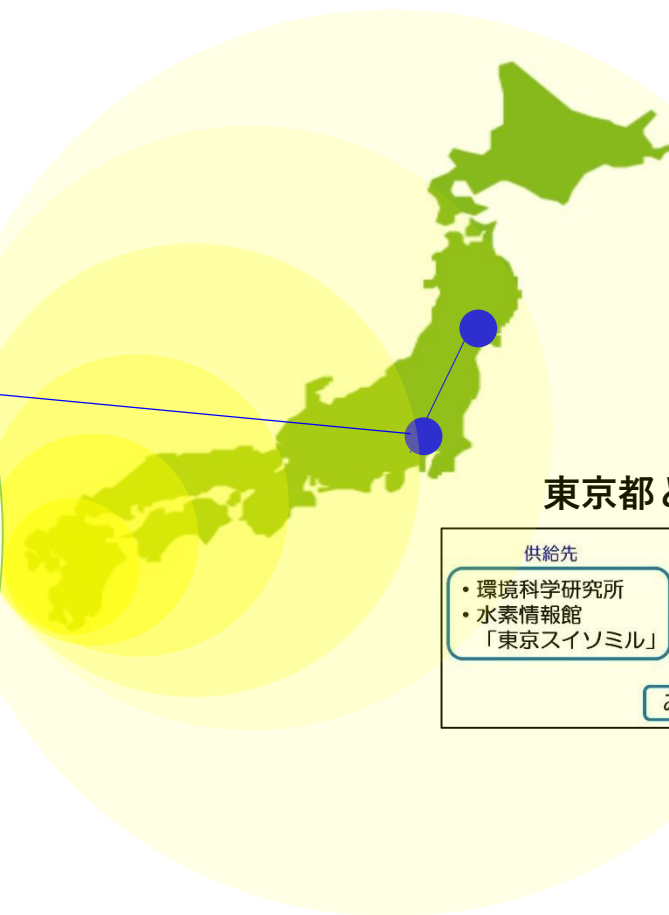 東京都と
供給先
・環境科学研究所
・水素情報館
「東京スイソミル」